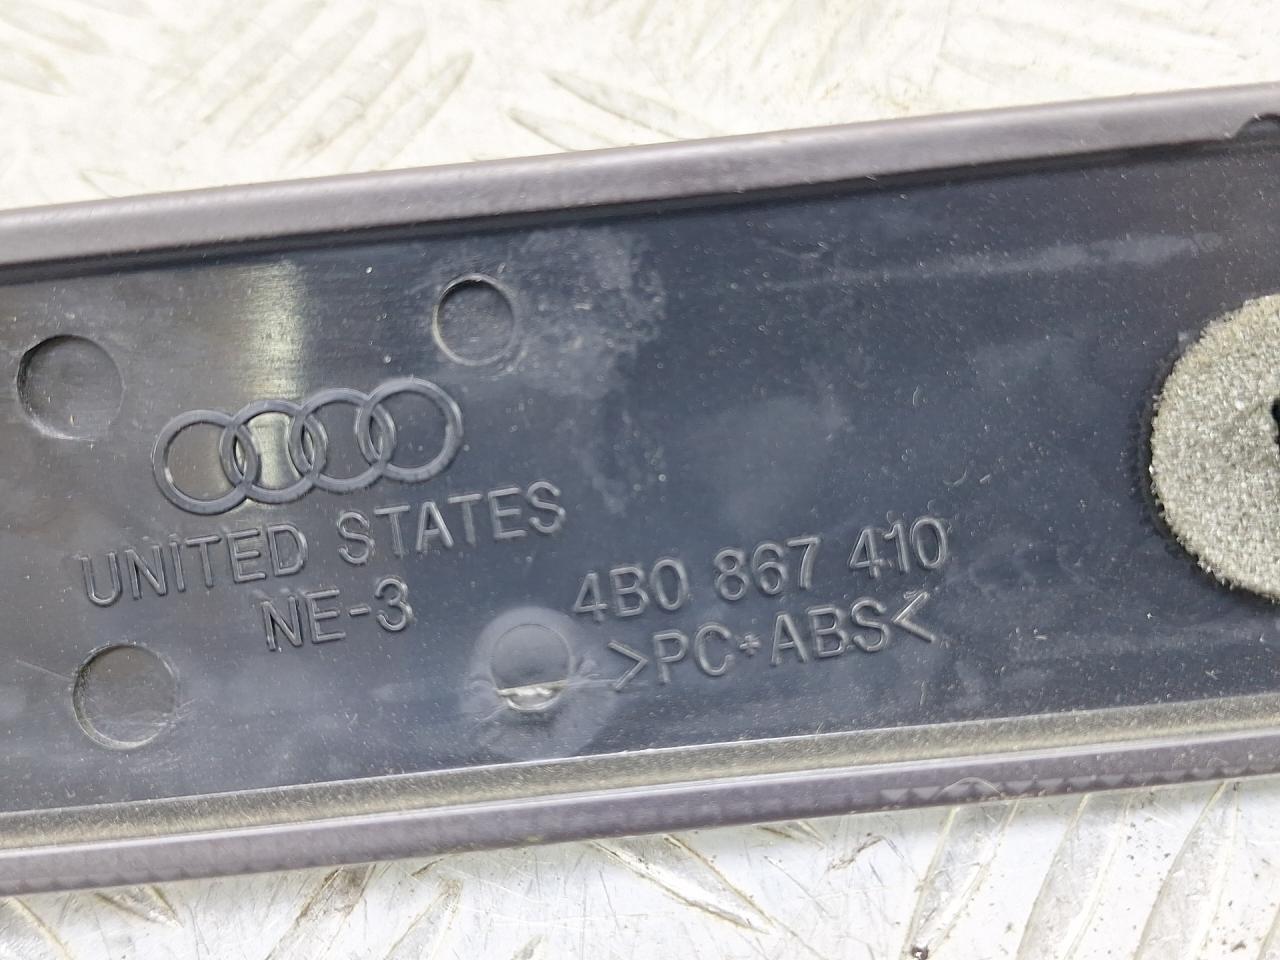 UNITED STATES
NE-3
4B0 867 410
>PC+ABS<